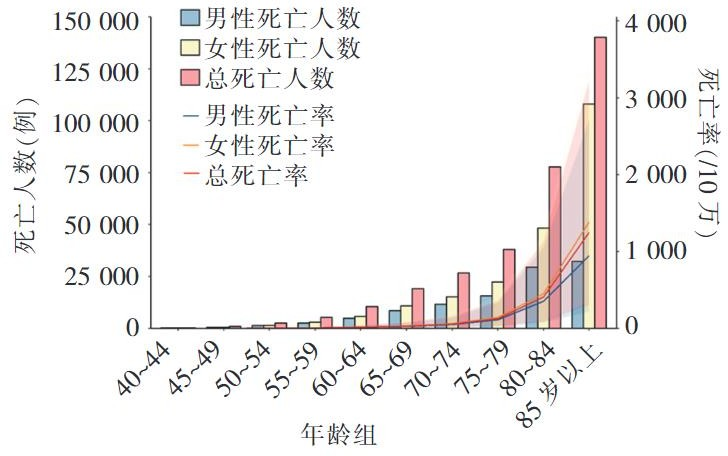 死亡人数(例)
150 000
125 000
100 000
75 000
50 000
25 000
0
男性死亡人数
女性死亡人数
总死亡人数
男性死亡率
女性死亡率
总死亡率
4 000
3 000
2 000
1 000
0
死亡率(/10 万)
40~44
45~49
50~54
55~59
60~64
65~69
70~74
75~79
80~84
85 岁以上
年龄组